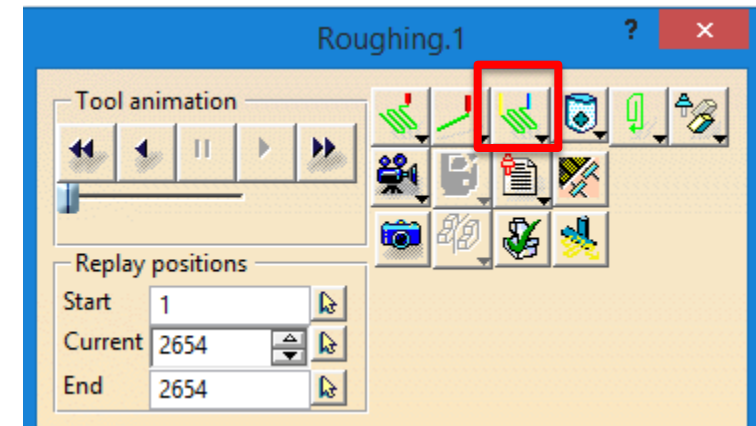 Roughing.1 ? ×
Tool animation
Replay positions
Start 1
Current 2654
End 2654